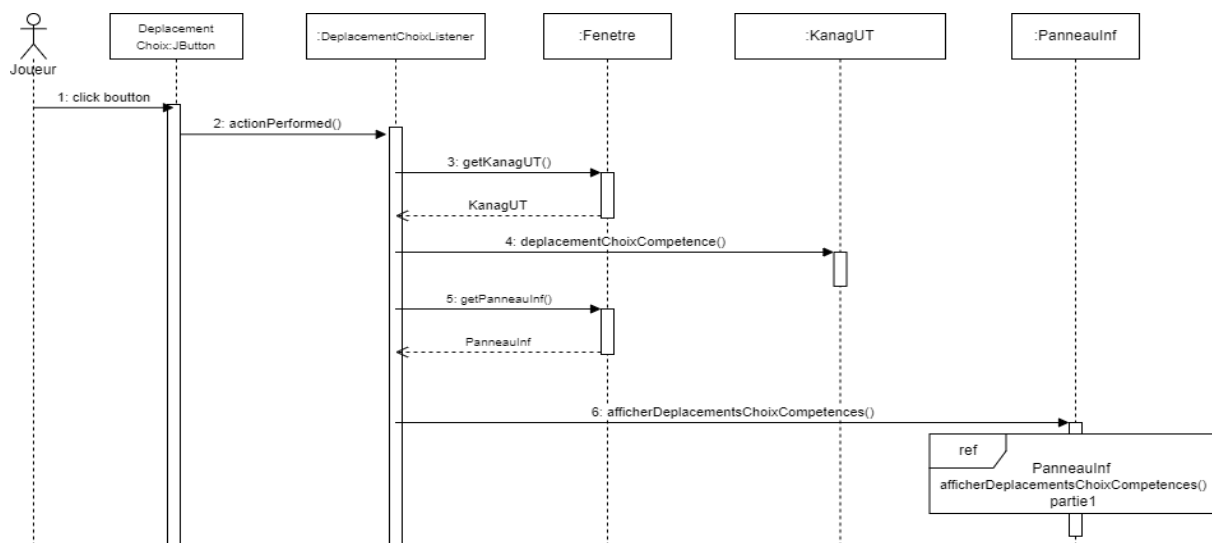 Joueur
Deplacement
Choix:JButton
:DeplacementChoixListener
:Fenetre
:KanagUT
:PanneauInf
1: click boutton
2: actionPerformed()
3: getKanagUT()
KanagUT
4: deplacementChoixCompetence()
5: getPanneauInf()
PanneauInf
6: afficherDeplacementsChoixCompetences()
ref
PanneauInf
afficherDeplacementsChoixCompetences()
partie1